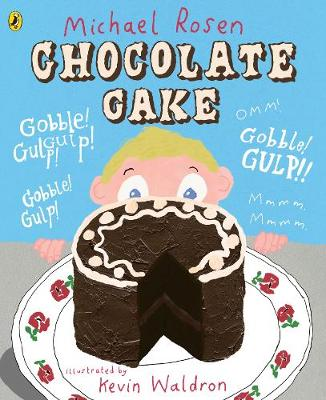 Michael Rosen
CHOCOLATE
CAKE
Gobble!
Gulp! gulp!
Gobble!
Gulp!
OMM!
Gobble!
GULP!!
Mmmm.
Mmmm.
illustrated by
Kevin Waldron